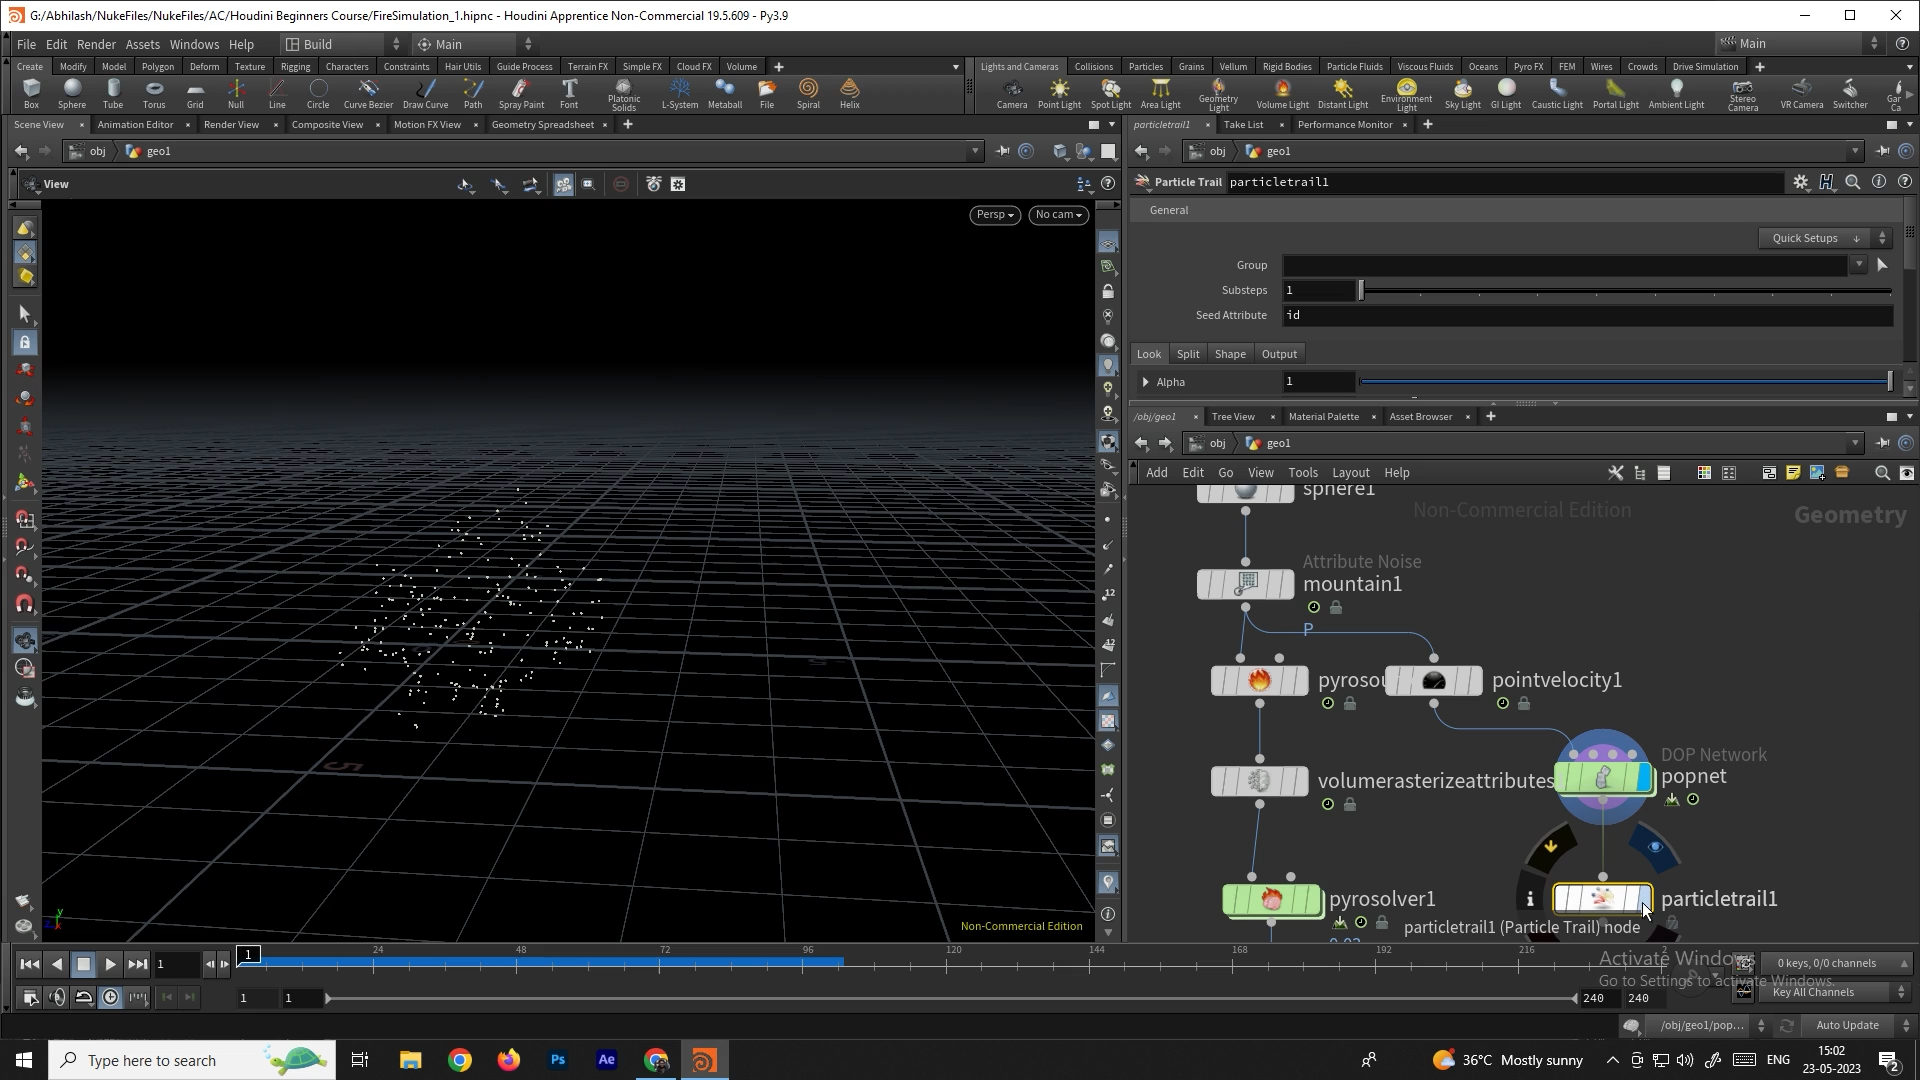 G:/Abhilash/NukeFiles/NukeFiles/AC/Houdini Beginners Course/FireSimulation_1.hipnc - Houdini Apprentice Non-Commercial 19.5.609 - Py3.9
File Edit Render Assets Windows Help Build Main Main
Create Modify Model Polygon Deform Texture Rigging Characters Constraints Hair Utils Guide Process Terrain FX Simple FX Cloud FX Volume
Lights and Cameras Collisions Particles Grains Vellum Rigid Bodies Particle Fluids Viscous Fluids Oceans Pyro FX FEM Wires Crowds Drive Simulation
Box Sphere Tube Torus Grid Null Line Circle Curve Bezier Draw Curve Path Spray Paint Font Platonic Solids L-System Metaball File Spiral Helix
Camera Point Light Spot Light Area Light Geometry Light Volume Light Distant Light Environment Light Sky Light GI Light Caustic Light Portal Light Ambient Light Stereo Camera VR Camera Switcher Gar Ca
Scene View Animation Editor Render View Composite View Motion FX View Geometry Spreadsheet
particletrail1 Take List Performance Monitor
obj geo1
obj geo1
View
Particle Trail particletrail1
Persp No cam
General
Quick Setups
Group
Substeps 1
Seed Attribute id
Look Split Shape Output
Alpha 1
/obj/geo1 Tree View Material Palette Asset Browser
obj geo1
Add Edit Go View Tools Layout Help
sphere1
Non-Commercial Edition
Geometry
Attribute Noise
mountain1
P
pyrosou pointvelocity1
DOP Network
popnet
volumerasterizeattributes
pyrosolver1
particletrail1
particletrail1 (Particle Trail) node
5
Non-Commercial Edition
1 24 48 72 96 120 144 168 192 216 2
1
Activate Windows
Go to Settings to activate Windows.
0 keys, 0/0 channels
1 1 240 240
Key All Channels
/obj/geo1/pop... Auto Update
Type here to search
Ps Ae
36°C Mostly sunny
ENG
15:02
23-05-2023
2